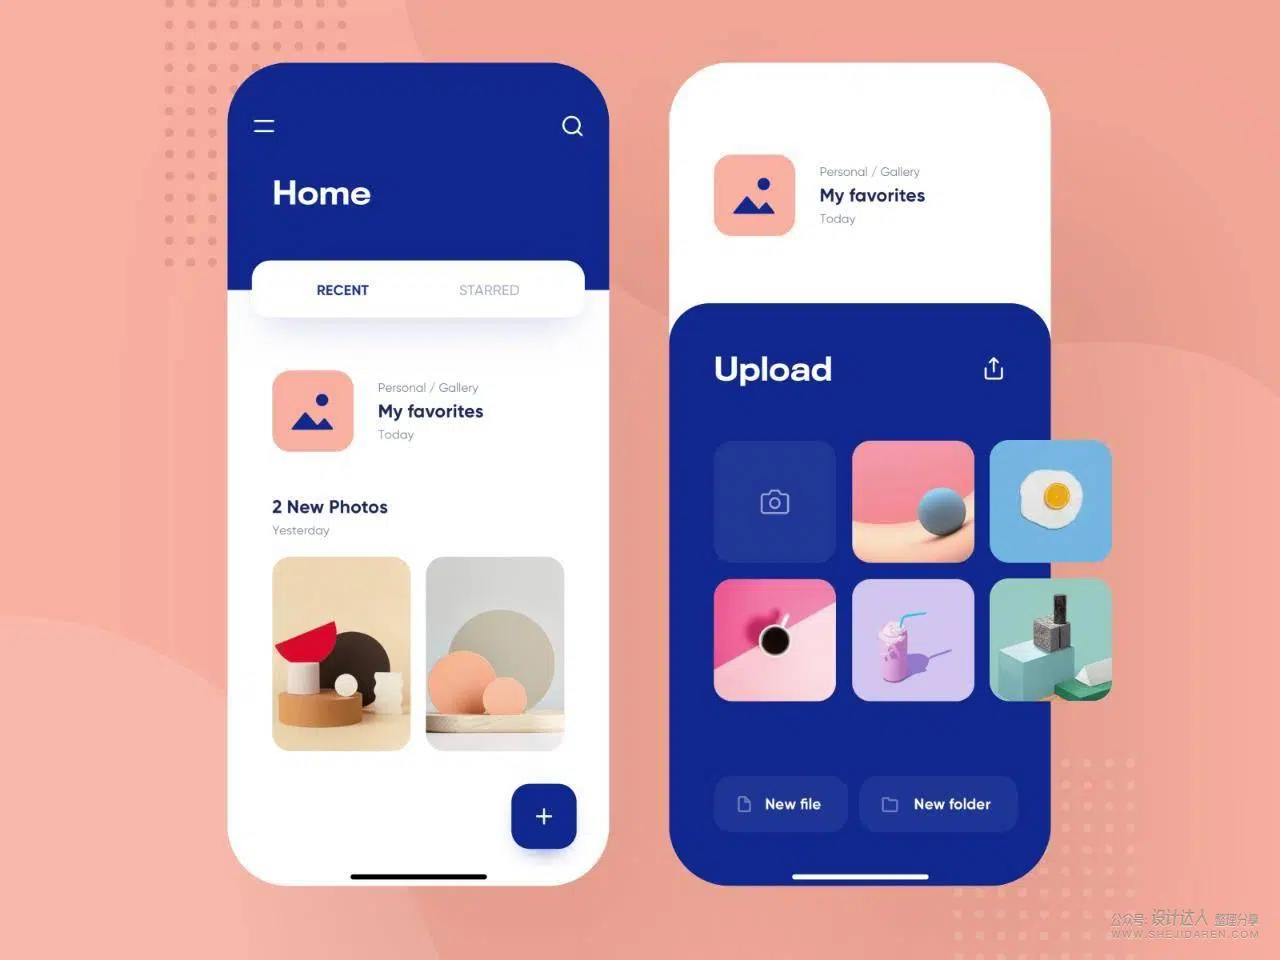 Home
RECENT
STARRED
Personal / Gallery
My favorites
Today
2 New Photos
Yesterday
Personal / Gallery
My favorites
Today
Upload
New file
New folder
公众号: 设计达人 整理分享
WWW.SHEJIDAREN.COM